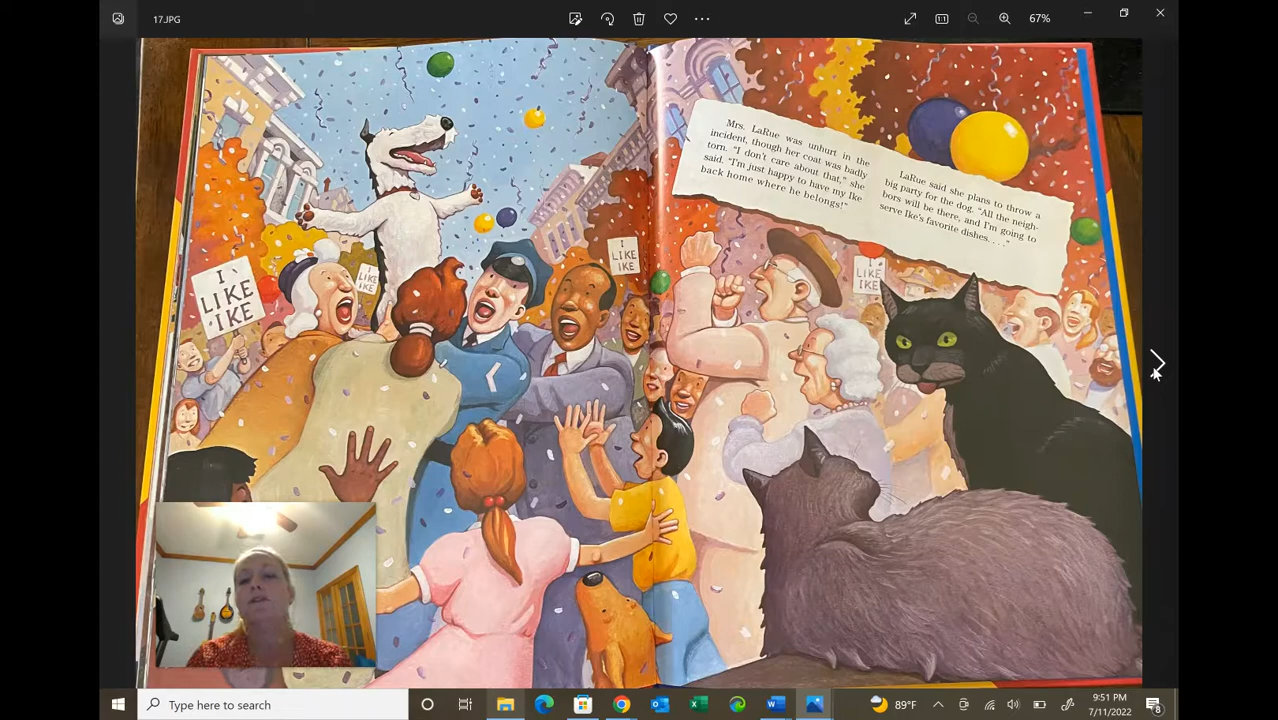 17.JPG
67%
Mrs. LaRue was unhurt in the
incident, though her coat was badly
torn. "I don't care about that," she
said. "I'm just happy to have my Ike
back home where he belongs!"
LaRue said she plans to throw a
big party for the dog. "All the neigh-
bors will be there, and I'm going to
serve Ike's favorite dishes. . . ."
I
LIKE
IKE
I
LIKE
IKE
I
LIKE
IKE
I
LIKE
IKE
Type here to search
89°F
9:51 PM
7/11/2022
8